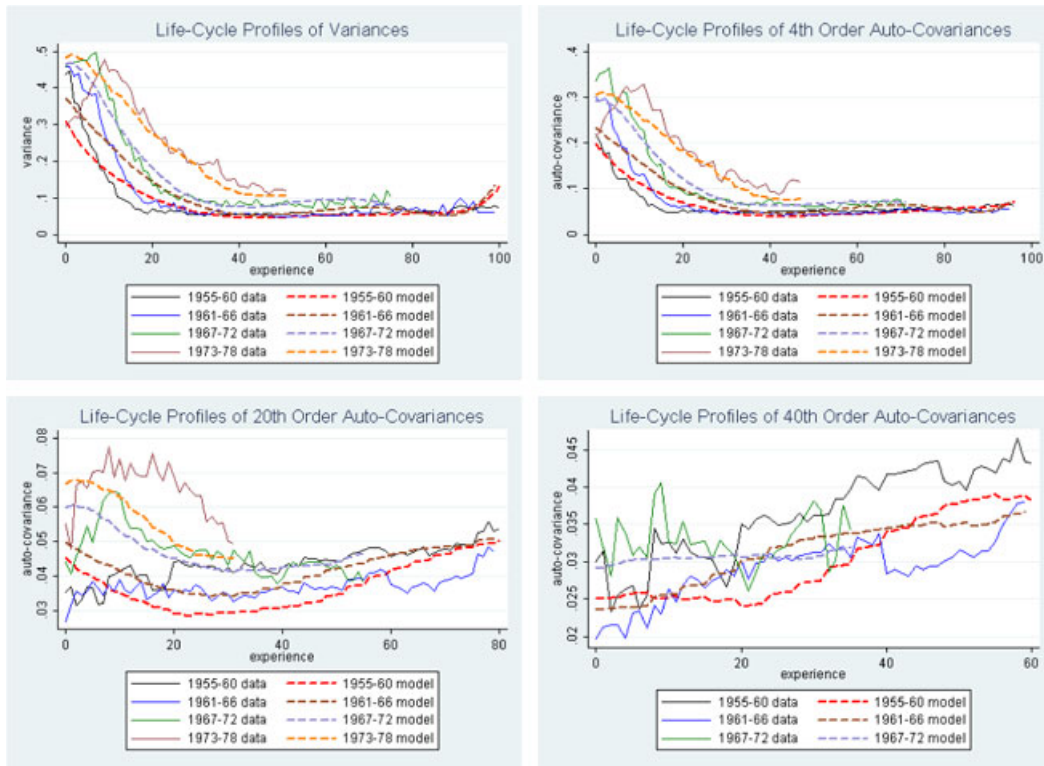 Life-Cycle Profiles of Variances
variance
0 .1 .2 .3 .4 .5
0 20 40 60 80 100
experience
1955-60 data 1955-60 model
1961-66 data 1961-66 model
1967-72 data 1967-72 model
1973-78 data 1973-78 model
Life-Cycle Profiles of 4th Order Auto-Covariances
auto-covariance
0 .1 .2 .3 .4
0 20 40 60 80 100
experience
1955-60 data 1955-60 model
1961-66 data 1961-66 model
1967-72 data 1967-72 model
1973-78 data 1973-78 model
Life-Cycle Profiles of 20th Order Auto-Covariances
auto-covariance
.03 .04 .05 .06 .07 .08
0 20 40 60 80
experience
1955-60 data 1955-60 model
1961-66 data 1961-66 model
1967-72 data 1967-72 model
1973-78 data 1973-78 model
Life-Cycle Profiles of 40th Order Auto-Covariances
auto-covariance
.02 .025 .03 .035 .04 .045
0 20 40 60
experience
1955-60 data 1955-60 model
1961-66 data 1961-66 model
1967-72 data 1967-72 model